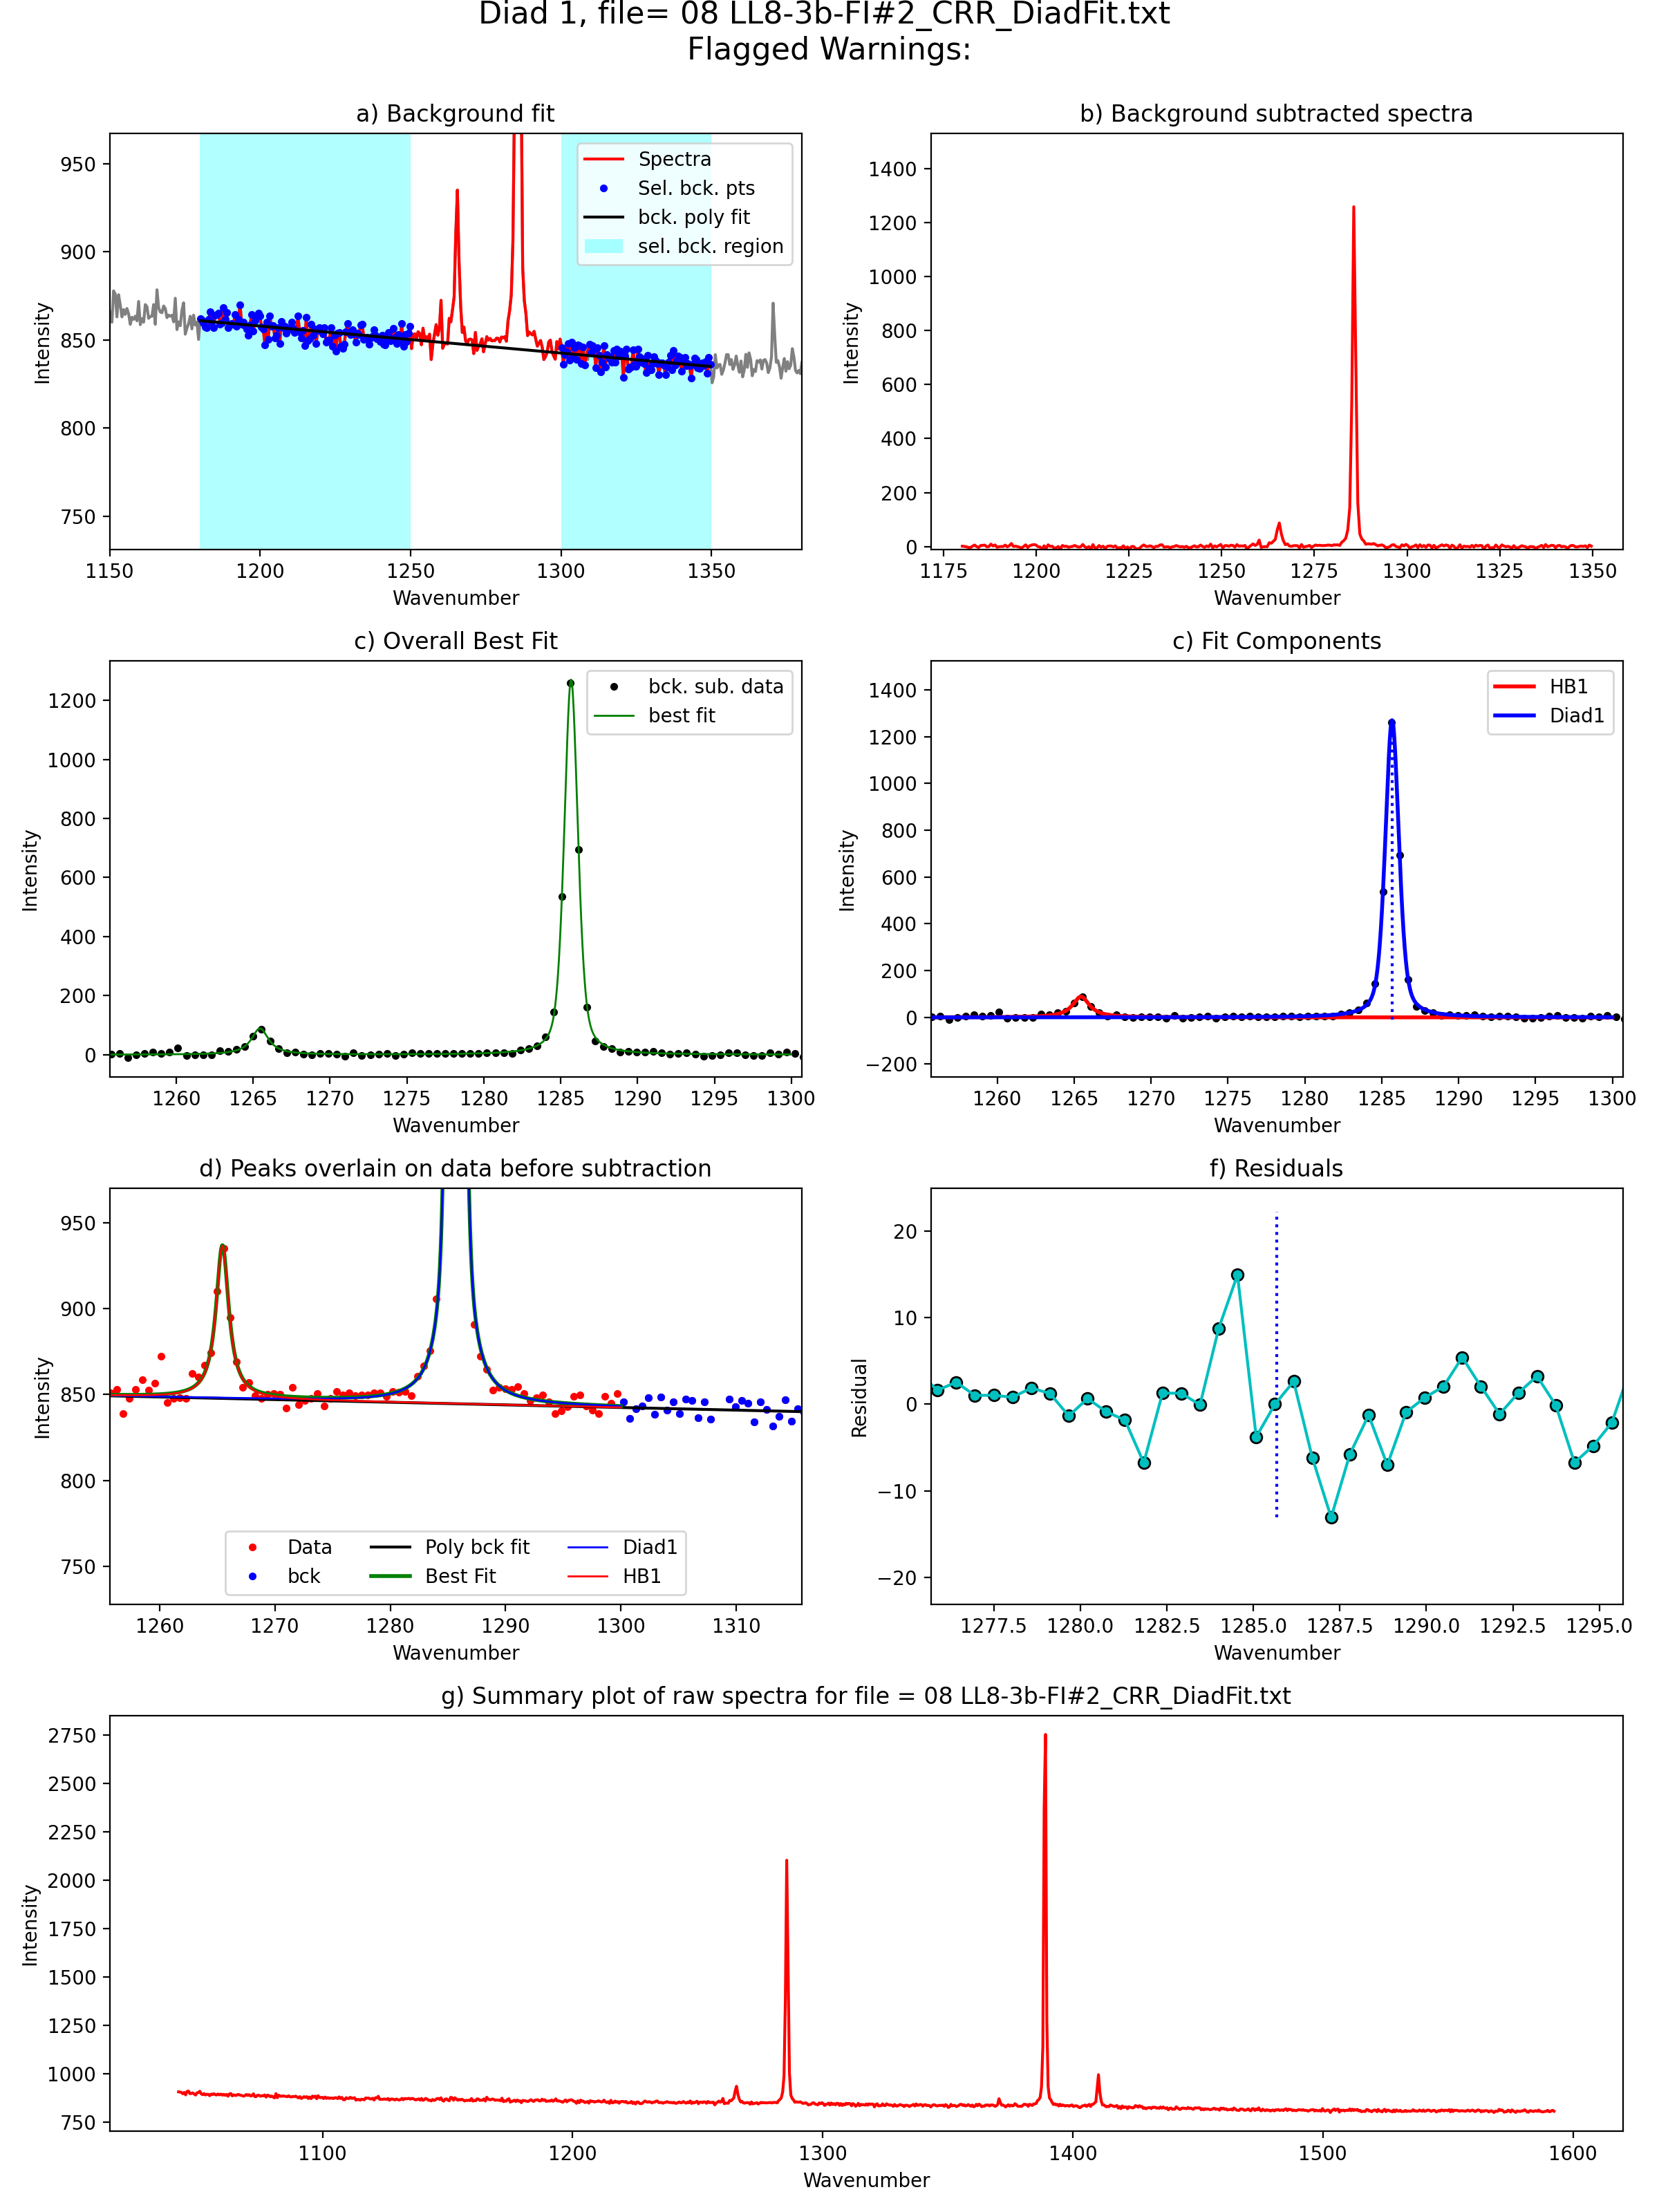 Diad 1, file= 08 LL8-3b-FI#2_CRR_DiadFit.txt
Flagged Warnings:
a) Background fit
950
900
850
800
750
1150 1200 1250 1300 1350
Intensity
Wavenumber
Spectra
Sel. bck. pts
bck. poly fit
sel. bck. region
b) Background subtracted spectra
1400
1200
1000
800
600
400
200
0
1175 1200 1225 1250 1275 1300 1325 1350
Intensity
Wavenumber
c) Overall Best Fit
1200
1000
800
600
400
200
0
1260 1265 1270 1275 1280 1285 1290 1295 1300
Intensity
Wavenumber
bck. sub. data
best fit
c) Fit Components
1400
1200
1000
800
600
400
200
0
−200
1260 1265 1270 1275 1280 1285 1290 1295 1300
Intensity
Wavenumber
HB1
Diad1
d) Peaks overlain on data before subtraction
950
900
850
800
750
1260 1270 1280 1290 1300 1310
Intensity
Wavenumber
Data Poly bck fit Diad1
bck Best Fit HB1
f) Residuals
20
10
0
−10
−20
1277.5 1280.0 1282.5 1285.0 1287.5 1290.0 1292.5 1295.0
Residual
Wavenumber
g) Summary plot of raw spectra for file = 08 LL8-3b-FI#2_CRR_DiadFit.txt
2750
2500
2250
2000
1750
1500
1250
1000
750
1100 1200 1300 1400 1500 1600
Intensity
Wavenumber